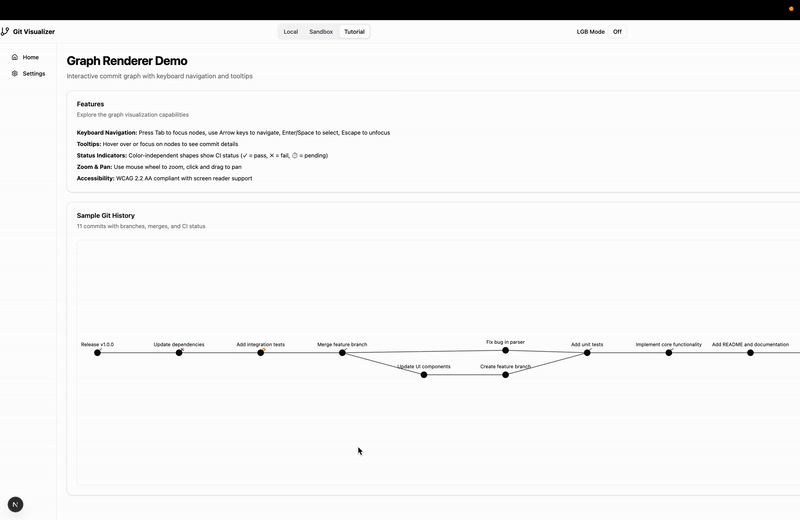 Git Visualizer
Local
Sandbox
Tutorial
LGB Mode
Off
Home
Settings
Graph Renderer Demo
Interactive commit graph with keyboard navigation and tooltips
Features
Explore the graph visualization capabilities
Keyboard Navigation: Press Tab to focus nodes, use Arrow keys to navigate, Enter/Space to select, Escape to unfocus
Tooltips: Hover over or focus on nodes to see commit details
Status Indicators: Color-independent shapes show CI status (✓ = pass, ✕ = fail, ⏱ = pending)
Zoom & Pan: Use mouse wheel to zoom, click and drag to pan
Accessibility: WCAG 2.2 AA compliant with screen reader support
Sample Git History
11 commits with branches, merges, and CI status
Release v1.0.0
Update dependencies
Add integration tests
Merge feature branch
Fix bug in parser
Add unit tests
Implement core functionality
Add README and documentation
Update UI components
Create feature branch
N